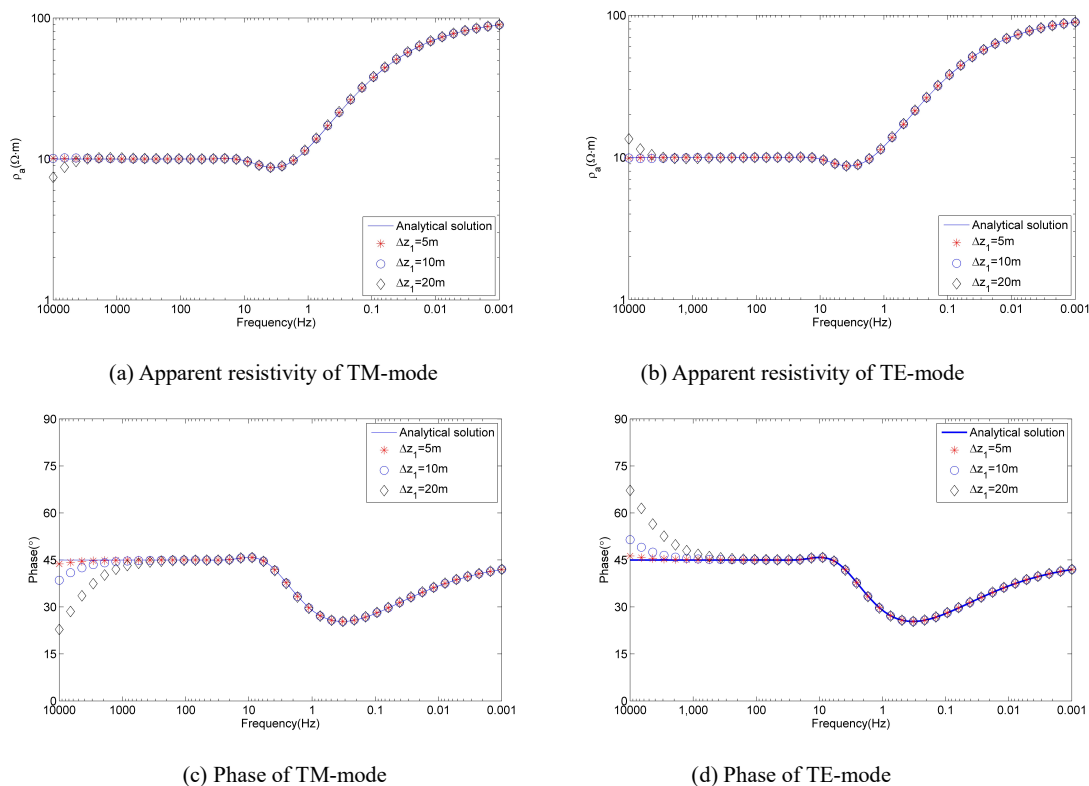 100
10
1
ρa(Ω·m)
Analytical solution
Δz1=5m
Δz1=10m
Δz1=20m
10000 1000 100 10 1 0.1 0.01 0.001
Frequency(Hz)
(a) Apparent resistivity of TM-mode
100
10
1
ρa(Ω·m)
Analytical solution
Δz1=5m
Δz1=10m
Δz1=20m
10000 1,000 100 10 1 0.1 0.01 0.001
Frequency(Hz)
(b) Apparent resistivity of TE-mode
90
75
60
45
30
15
0
Phase(°)
Analytical solution
Δz1=5m
Δz1=10m
Δz1=20m
10000 1000 100 10 1 0.1 0.01 0.001
Frequency(Hz)
(c) Phase of TM-mode
90
75
60
45
30
15
0
Phase(°)
Analytical solution
Δz1=5m
Δz1=10m
Δz1=20m
10000 1,000 100 10 1 0.1 0.01 0.001
Frequency(Hz)
(d) Phase of TE-mode